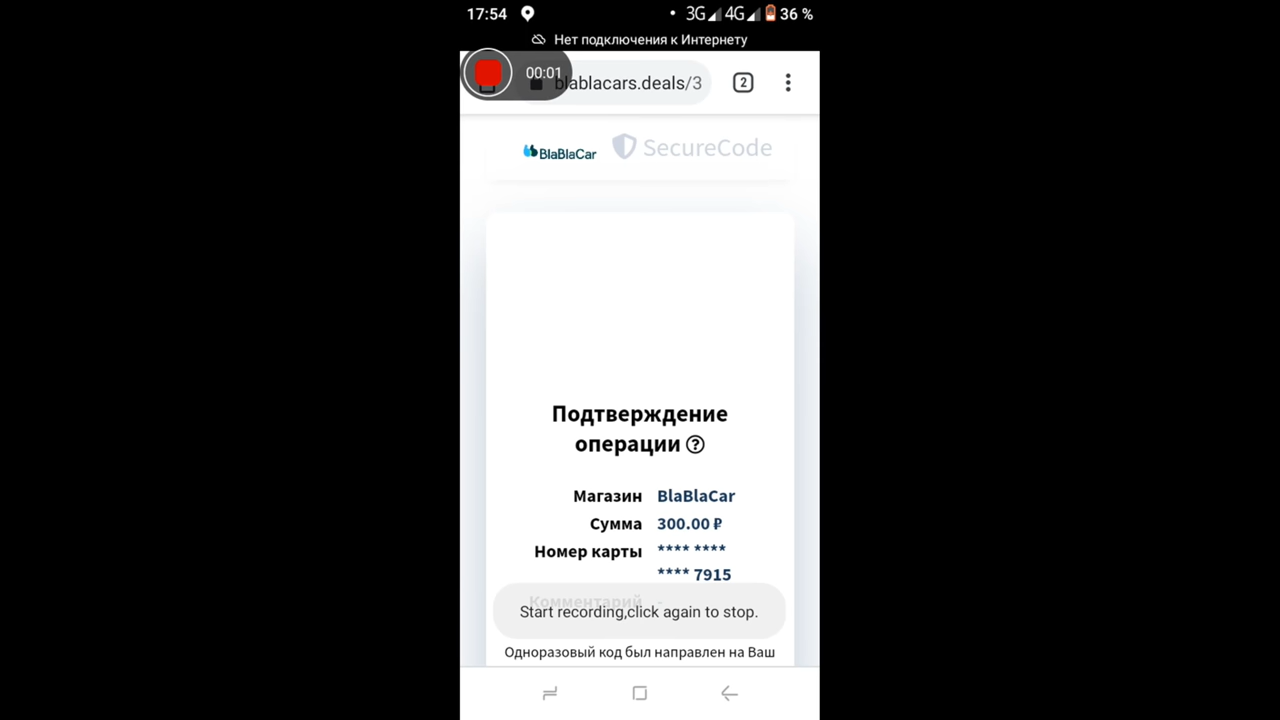 17:54 3G 4G 36 %
Нет подключения к Интернету
00:01 blablacars.deals/3 2
BlaBlaCar SecureCode
Подтверждение
операции ?
Магазин BlaBlaCar
Сумма 300.00 ₽
Номер карты **** ****
**** 7915
Комментарий -
Start recording,click again to stop.
Одноразовый код был направлен на Ваш